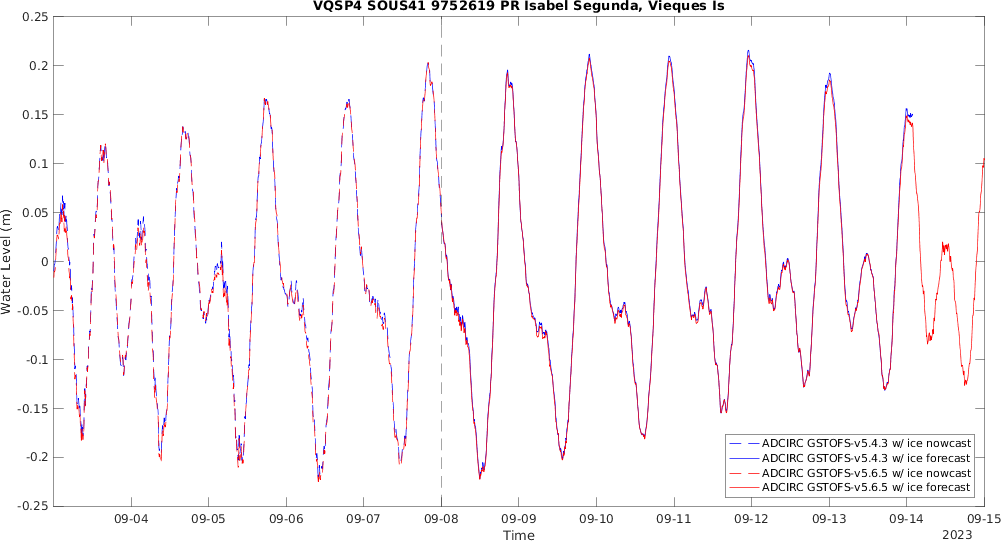 VQSP4 SOUS41 9752619 PR Isabel Segunda, Vieques Is
0.25
0.2
0.15
0.1
0.05
0
-0.05
-0.1
-0.15
-0.2
-0.25
Water Level (m)
ADCIRC GSTOFS-v5.4.3 w/ ice nowcast
ADCIRC GSTOFS-v5.4.3 w/ ice forecast
ADCIRC GSTOFS-v5.6.5 w/ ice nowcast
ADCIRC GSTOFS-v5.6.5 w/ ice forecast
09-04 09-05 09-06 09-07 09-08 09-09 09-10 09-11 09-12 09-13 09-14 09-15
Time
2023